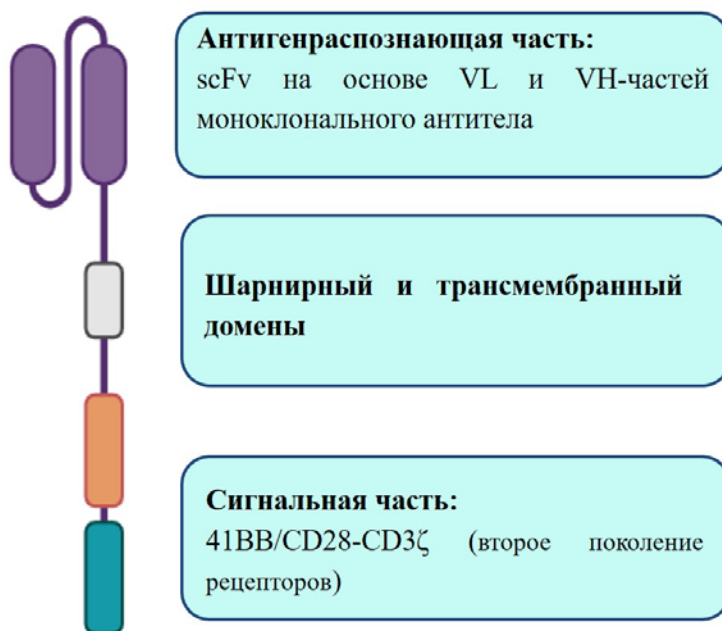 Антигенраспознающая часть:
scFv на основе VL и VH-частей
моноклонального антитела
Шарнирный и трансмембранный
домены
Сигнальная часть:
41BB/CD28-CD3ζ (второе поколение
рецепторов)